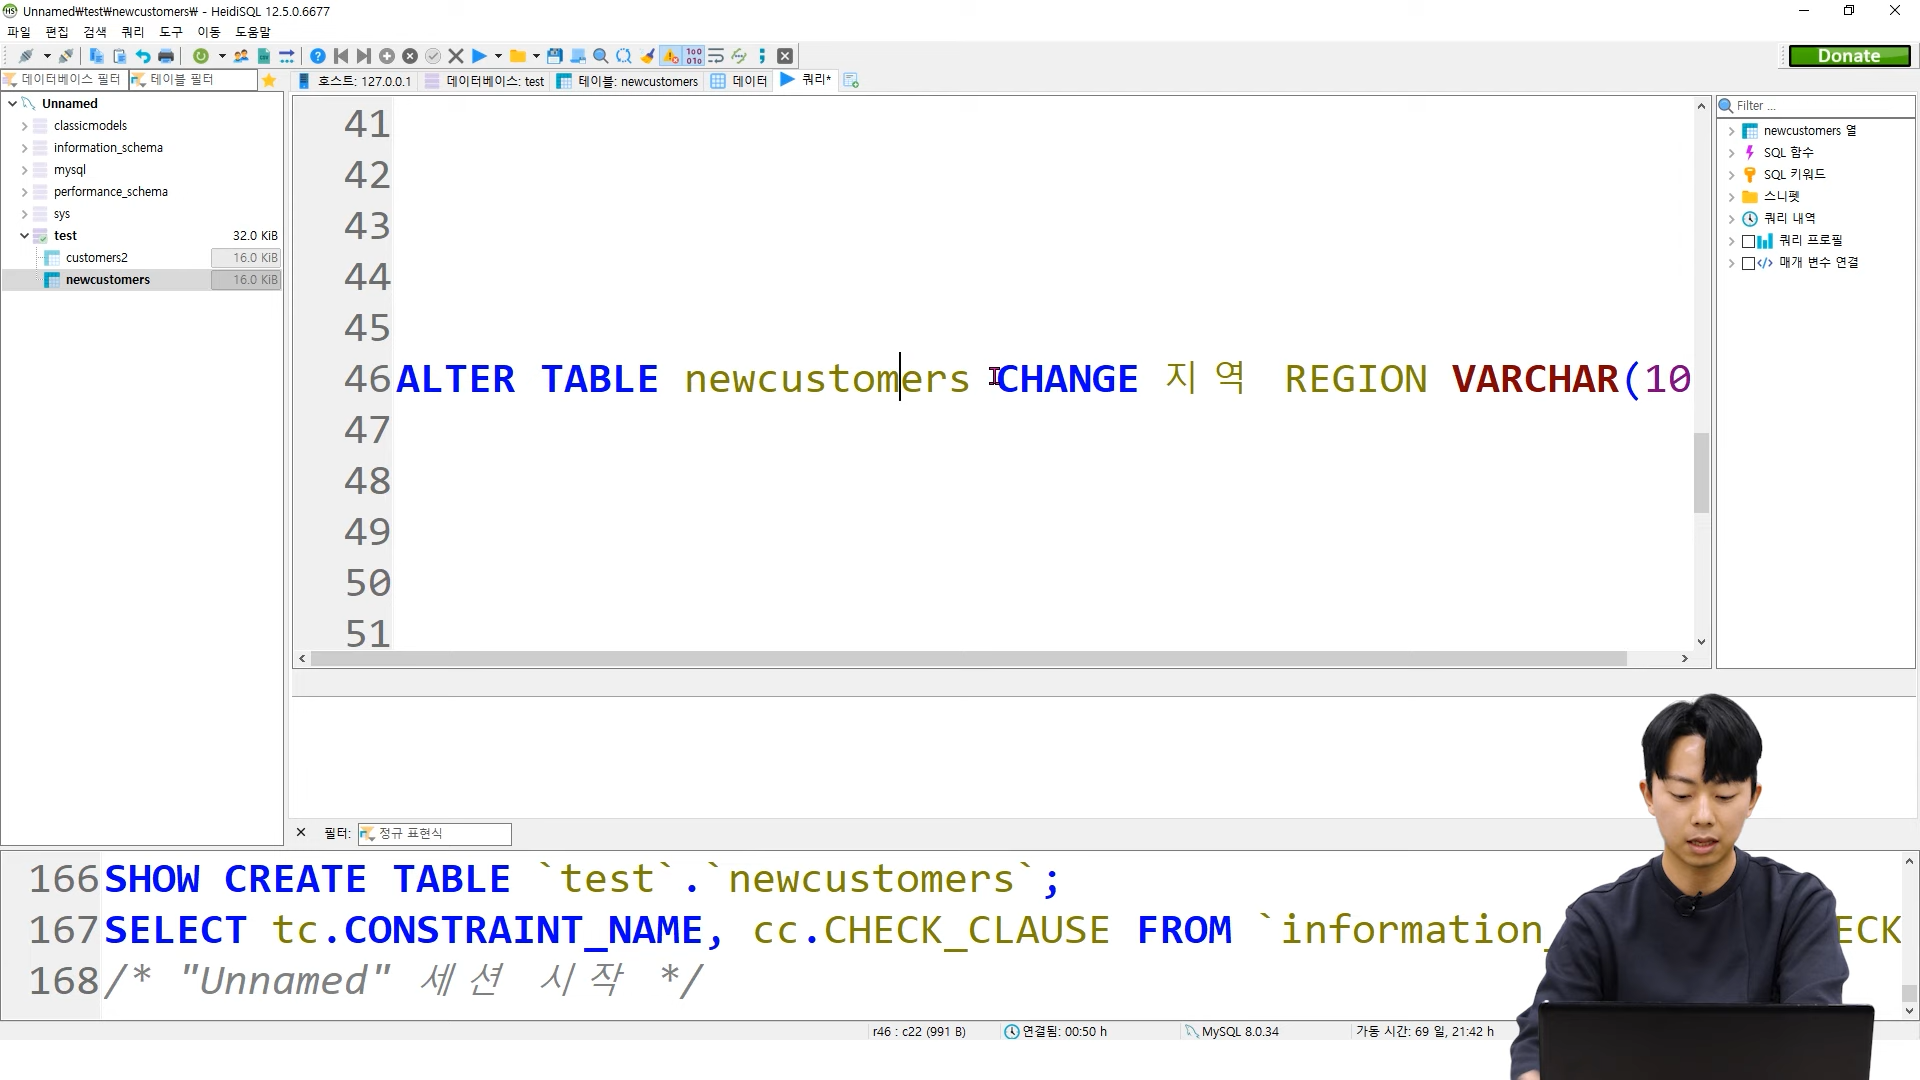 Unnamed₩test₩newcustomers₩ - HeidiSQL 12.5.0.6677
파일 편집 검색 쿼리 도구 이동 도움말
Donate
데이터베이스 필터 테이블 필터
호스트: 127.0.0.1 데이터베이스: test 테이블: newcustomers 데이터 쿼리*
Unnamed
classicmodels
information_schema
mysql
performance_schema
sys
test 32.0 KiB
customers2 16.0 KiB
newcustomers 16.0 KiB
41
42
43
44
45
46 ALTER TABLE newcustomers CHANGE 지역 REGION VARCHAR(10
47
48
49
50
51
Filter ...
newcustomers 열
SQL 함수
SQL 키워드
스니펫
쿼리 내역
쿼리 프로필
매개 변수 연결
필터: 정규 표현식
166 SHOW CREATE TABLE `test`.`newcustomers`;
167 SELECT tc.CONSTRAINT_NAME, cc.CHECK_CLAUSE FROM `information_ ECK
168 /* "Unnamed" 세션 시작 */
r46 : c22 (991 B) 연결됨: 00:50 h MySQL 8.0.34 가동 시간: 69 일, 21:42 h